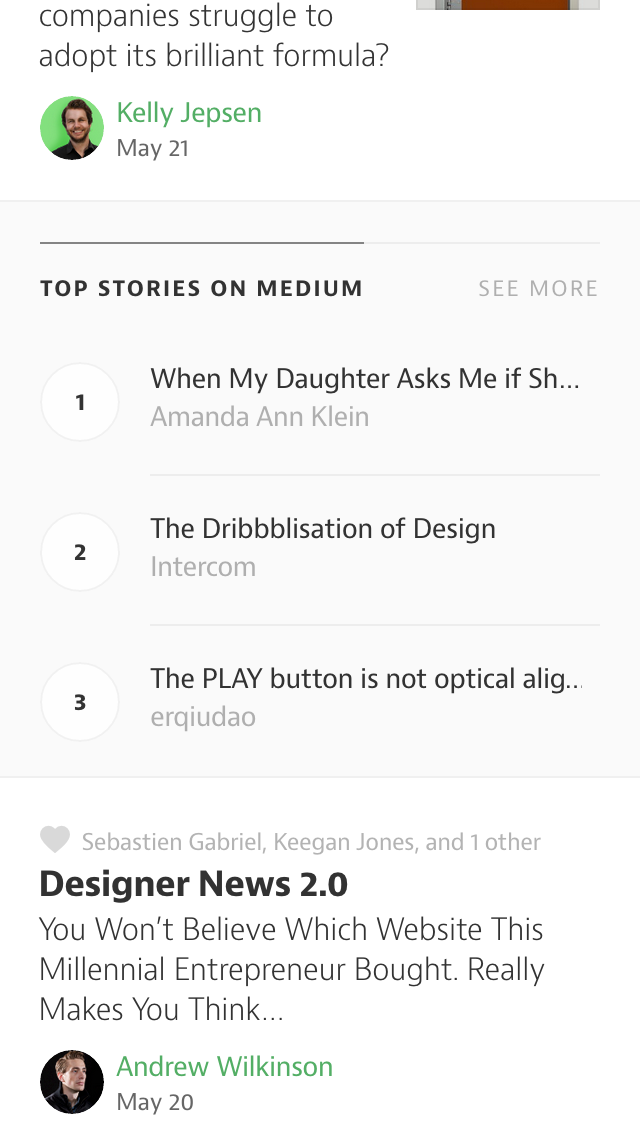 companies struggle to
adopt its brilliant formula?
Kelly Jepsen
May 21
TOP STORIES ON MEDIUM
SEE MORE
1
When My Daughter Asks Me if Sh...
Amanda Ann Klein
2
The Dribbblisation of Design
Intercom
3
The PLAY button is not optical alig...
erqiudao
Sebastien Gabriel, Keegan Jones, and 1 other
Designer News 2.0
You Won't Believe Which Website This
Millennial Entrepreneur Bought. Really
Makes You Think...
Andrew Wilkinson
May 20